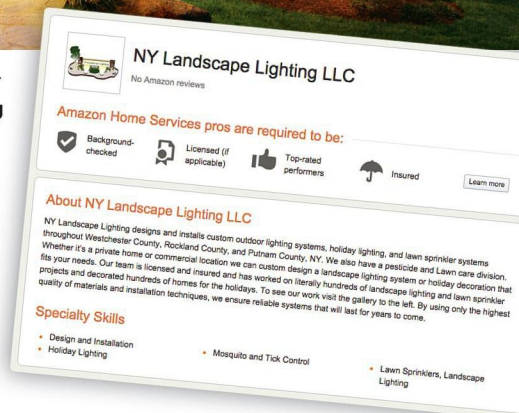 NY Landscape Lighting LLC
No Amazon reviews
Amazon Home Services pros are required to be:
Background-
checked
Licensed (if
applicable)
Top-rated
performers
Insured
Learn more
About NY Landscape Lighting LLC
NY Landscape Lighting designs and installs custom outdoor lighting systems, holiday lighting, and lawn sprinkler systems
throughout Westchester County, Rockland County, and Putnam County, NY. We also have a pesticide and Lawn care division.
Whether it's a private home or commercial location we can custom design a landscape lighting system or holiday decoration that
fits your needs. Our team is licensed and insured and has worked on literally hundreds of landscape lighting and lawn sprinkler
projects and decorated hundreds of homes for the holidays. To see our work visit the gallery to the left. By using only the highest
quality of materials and installation techniques, we ensure reliable systems that will last for years to come.
Specialty Skills
• Design and Installation
• Holiday Lighting
• Mosquito and Tick Control
• Lawn Sprinklers, Landscape
Lighting